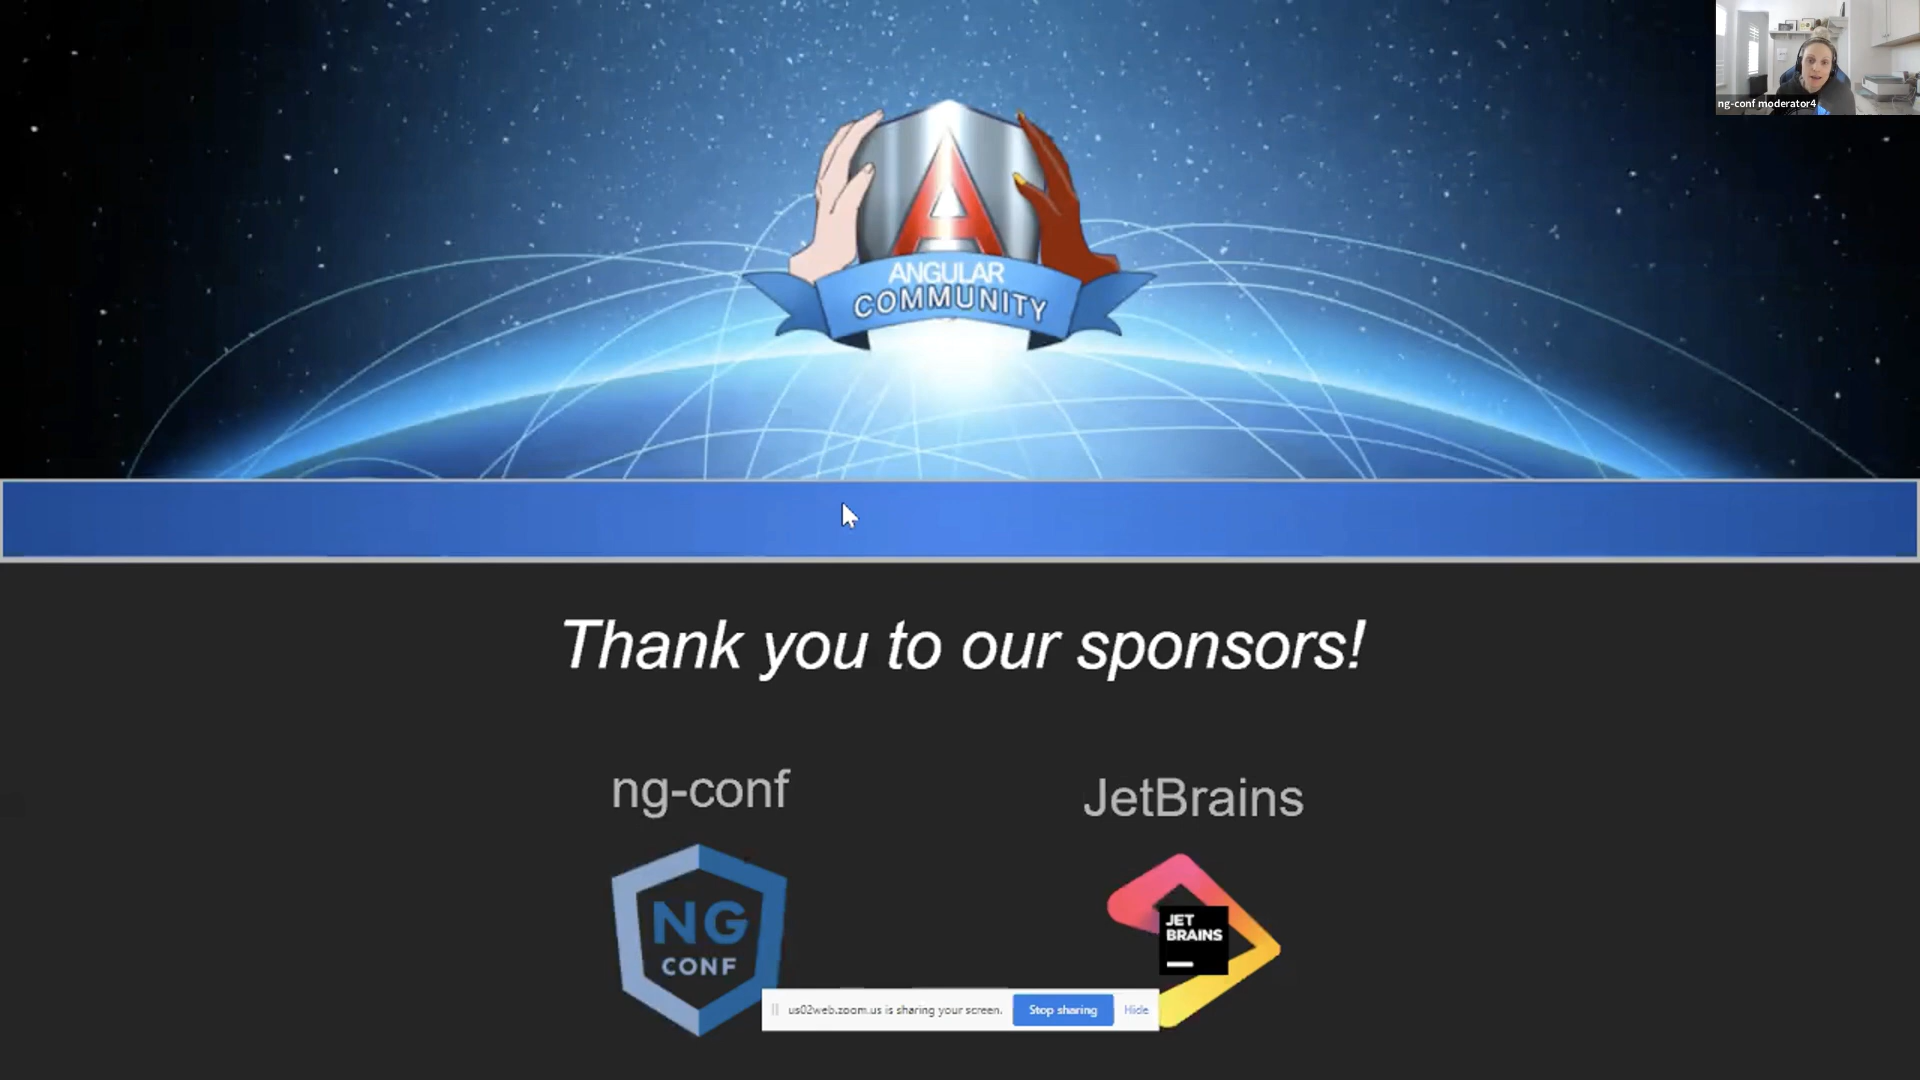 ng-conf moderator4
A
ANGULAR
COMMUNITY
Thank you to our sponsors!
ng-conf
JetBrains
NG
CONF
JET
BRAINS
us02web.zoom.us is sharing your screen.
Stop sharing
Hide